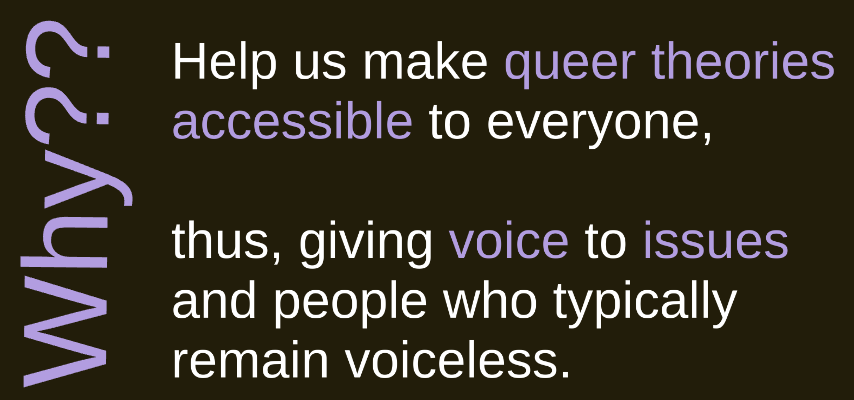 Why??
Help us make queer theories
accessible to everyone,
thus, giving voice to issues
and people who typically
remain voiceless.